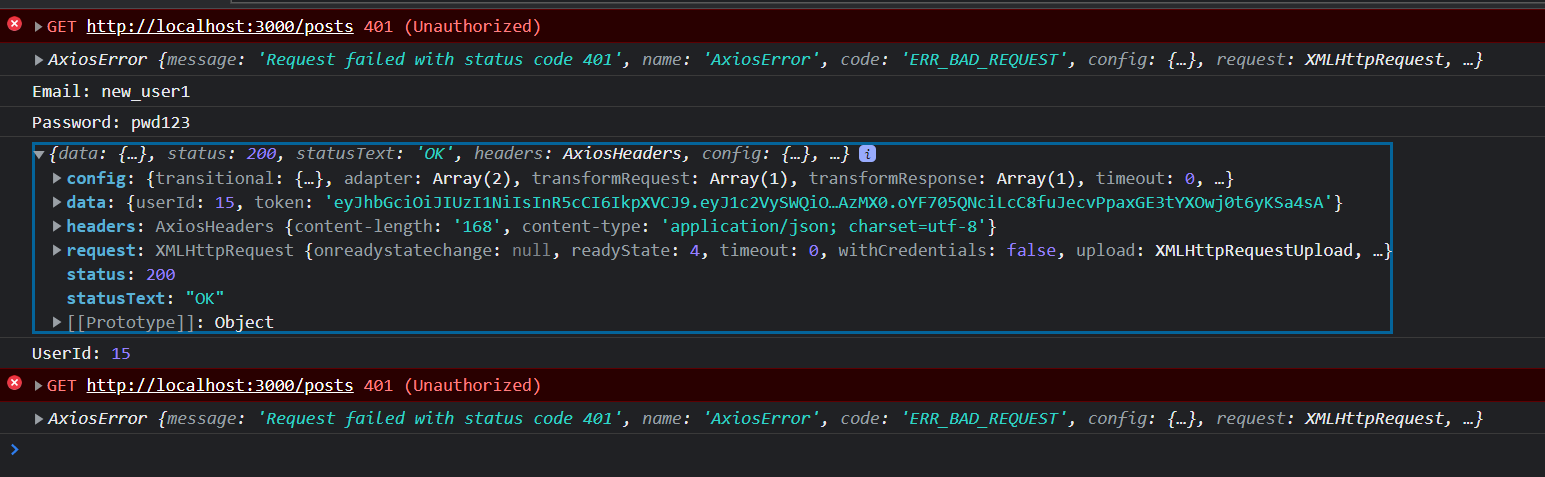 GET http://localhost:3000/posts 401 (Unauthorized)
AxiosError {message: 'Request failed with status code 401', name: 'AxiosError', code: 'ERR_BAD_REQUEST', config: {…}, request: XMLHttpRequest, …}
Email: new_user1
Password: pwd123
{data: {…}, status: 200, statusText: 'OK', headers: AxiosHeaders, config: {…}, …} i
config: {transitional: {…}, adapter: Array(2), transformRequest: Array(1), transformResponse: Array(1), timeout: 0, …}
data: {userId: 15, token: 'eyJhbGciOiJIUzI1NiIsInR5cCI6IkpXVCJ9.eyJ1c2VySWQiO…AzMX0.oYF705QNciLcC8fuJecvPpaxGE3tYXOwj0t6yKSa4sA'}
headers: AxiosHeaders {content-length: '168', content-type: 'application/json; charset=utf-8'}
request: XMLHttpRequest {onreadystatechange: null, readyState: 4, timeout: 0, withCredentials: false, upload: XMLHttpRequestUpload, …}
status: 200
statusText: "OK"
[[Prototype]]: Object
UserId: 15
GET http://localhost:3000/posts 401 (Unauthorized)
AxiosError {message: 'Request failed with status code 401', name: 'AxiosError', code: 'ERR_BAD_REQUEST', config: {…}, request: XMLHttpRequest, …}